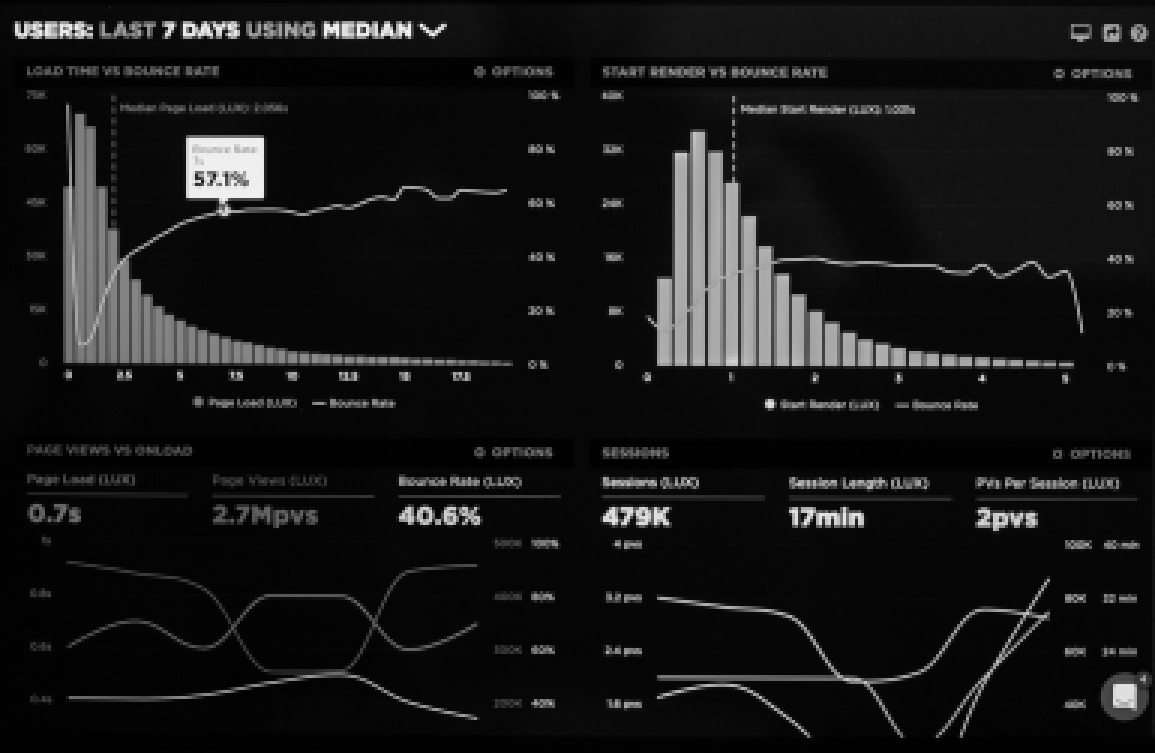 USERS: LAST 7 DAYS USING MEDIAN
LOAD TIME VS BOUNCE RATE
OPTIONS
75K
100 %
Median Page Load (LUX): 2.056s
60K
80 %
Bounce Rate
7s
57.1%
45K
60 %
30K
40 %
15K
20 %
0
0 %
0 2.5 5 7.5 10 12.5 15 17.5
Page Load (LUX) Bounce Rate
START RENDER VS BOUNCE RATE
OPTIONS
40K
100 %
Median Start Render (LUX): 1.031s
32K
80 %
24K
60 %
16K
40 %
8K
20 %
0
0 %
0 1 2 3 4 5
Start Render (LUX) Bounce Rate
PAGE VIEWS VS ONLOAD
OPTIONS
Page Load (LUX) Page Views (LUX) Bounce Rate (LUX)
0.7s 2.7Mpvs 40.6%
1s 500K 100%
0.8s 400K 80%
0.6s 300K 60%
0.4s 200K 40%
SESSIONS
OPTIONS
Sessions (LUX) Session Length (LUX) PVs Per Session (LUX)
479K 17min 2pvs
4 pvs 100K 40 min
3.2 pvs 80K 32 min
2.4 pvs 60K 24 min
1.6 pvs 40K
4